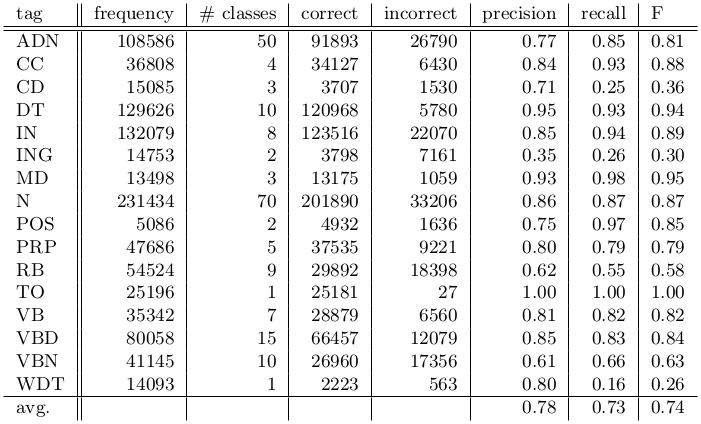 tag frequency # classes correct incorrect precision recall F
ADN 108586 50 91893 26790 0.77 0.85 0.81
CC 36808 4 34127 6430 0.84 0.93 0.88
CD 15085 3 3707 1530 0.71 0.25 0.36
DT 129626 10 120968 5780 0.95 0.93 0.94
IN 132079 8 123516 22070 0.85 0.94 0.89
ING 14753 2 3798 7161 0.35 0.26 0.30
MD 13498 3 13175 1059 0.93 0.98 0.95
N 231434 70 201890 33206 0.86 0.87 0.87
POS 5086 2 4932 1636 0.75 0.97 0.85
PRP 47686 5 37535 9221 0.80 0.79 0.79
RB 54524 9 29892 18398 0.62 0.55 0.58
TO 25196 1 25181 27 1.00 1.00 1.00
VB 35342 7 28879 6560 0.81 0.82 0.82
VBD 80058 15 66457 12079 0.85 0.83 0.84
VBN 41145 10 26960 17356 0.61 0.66 0.63
WDT 14093 1 2223 563 0.80 0.16 0.26
avg. 0.78 0.73 0.74